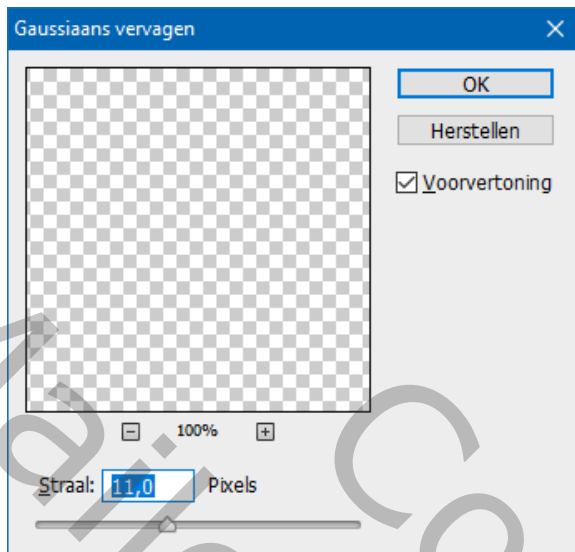 Gaussiaans vervagen
OK
Herstellen
Voorvertoning
100%
Straal: 11,0 Pixels